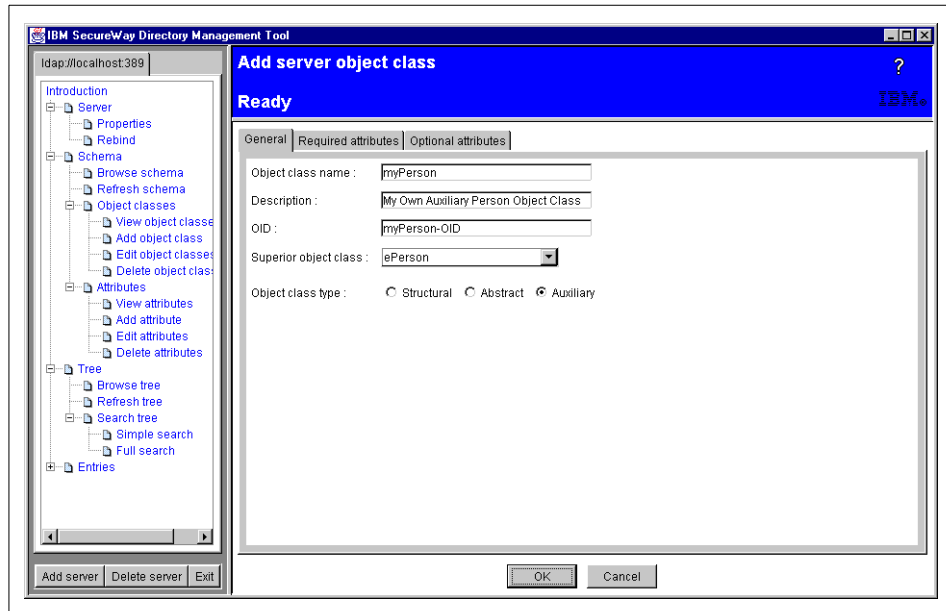 IBM SecureWay Directory Management Tool
ldap://localhost:389
Introduction
Server
Properties
Rebind
Schema
Browse schema
Refresh schema
Object classes
View object classe
Add object class
Edit object classes
Delete object clas
Attributes
View attributes
Add attribute
Edit attributes
Delete attributes
Tree
Browse tree
Refresh tree
Search tree
Simple search
Full search
Entries
Add server Delete server Exit
Add server object class ?
Ready IBM
General Required attributes Optional attributes
Object class name : myPerson
Description : My Own Auxiliary Person Object Class
OID : myPerson-OID
Superior object class : ePerson
Object class type : Structural Abstract Auxiliary
OK Cancel